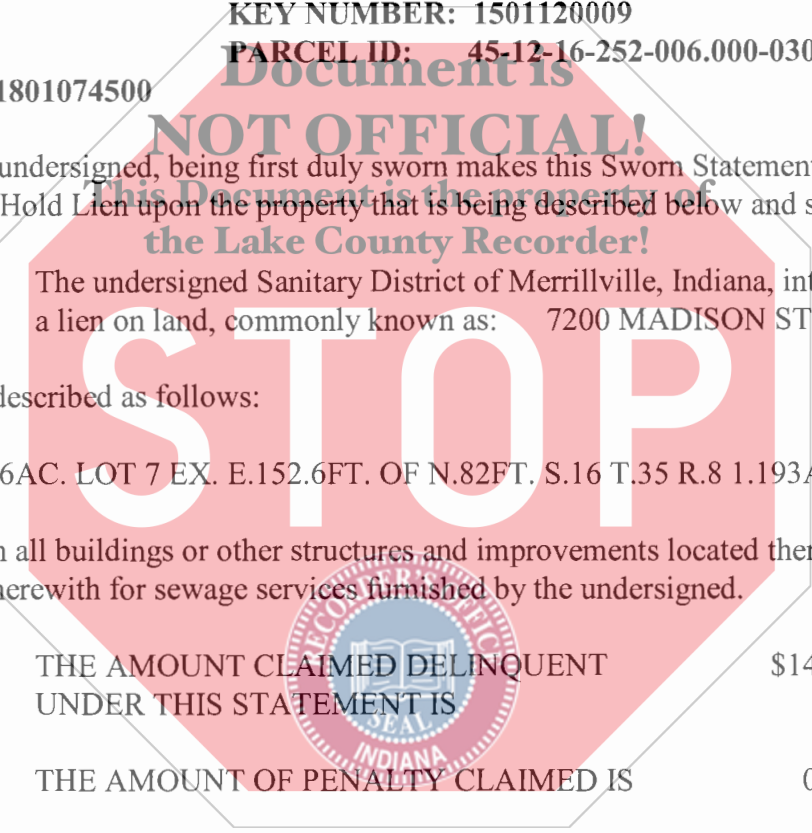 KEY NUMBER: 1501120009
PARCEL ID: 45-12-16-252-006.000-030
Document is
1801074500
NOT OFFICIAL!
undersigned, being first duly sworn makes this Sworn Statement
This Document is the property of
Hold Lien upon the property that is being described below and s
the Lake County Recorder!
The undersigned Sanitary District of Merrillville, Indiana, int
a lien on land, commonly known as: 7200 MADISON ST
STOP
described as follows:
6AC. LOT 7 EX. E.152.6FT. OF N.82FT. S.16 T.35 R.8 1.193A
all buildings or other structures and improvements located ther
herewith for sewage services furnished by the undersigned.
RECORDER'S OFFICE
THE AMOUNT CLAIMED DELINQUENT $14
UNDER THIS STATEMENT IS
SEAL
INDIANA
THE AMOUNT OF PENALTY CLAIMED IS 0